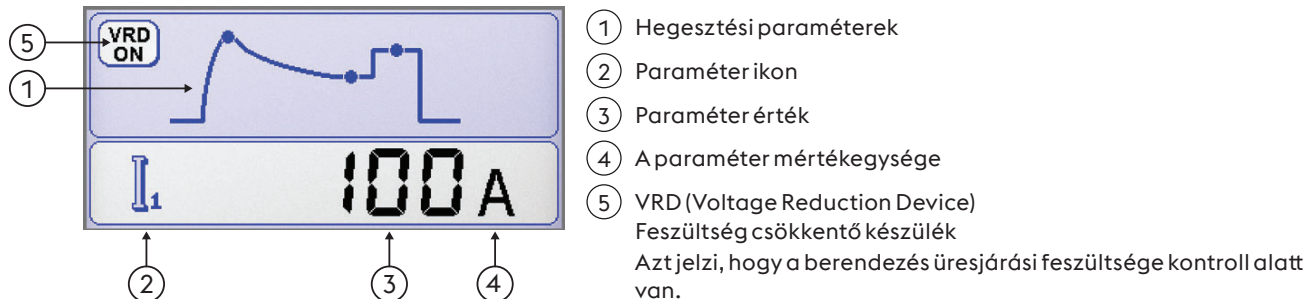 VRD
ON
I1
100 A
5
1
2
3
4
1 Hegesztési paraméterek
2 Paraméter ikon
3 Paraméter érték
4 A paraméter mértékegysége
5 VRD (Voltage Reduction Device)
Feszültség csökkentő készülék
Azt jelzi, hogy a berendezés üresjárási feszültsége kontroll alatt
van.